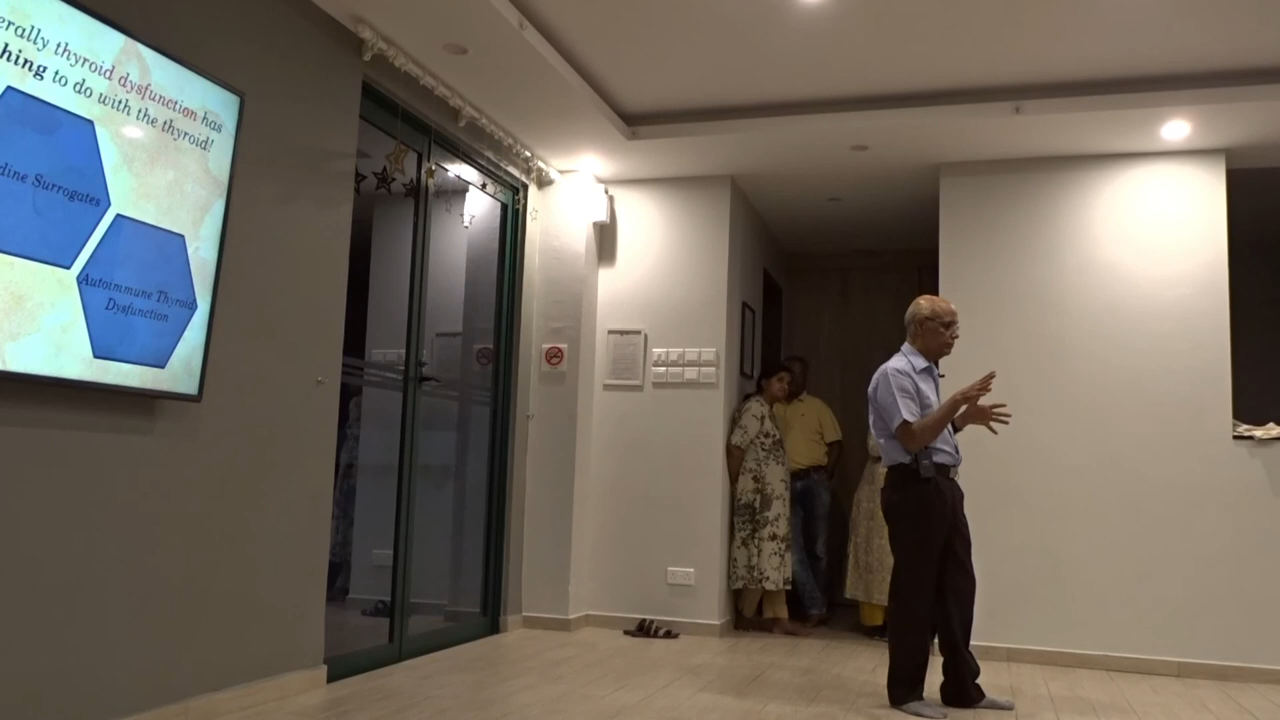 erally thyroid dysfunction has
hing to do with the thyroid!
dine Surrogates
Autoimmune Thyroid
Dysfunction